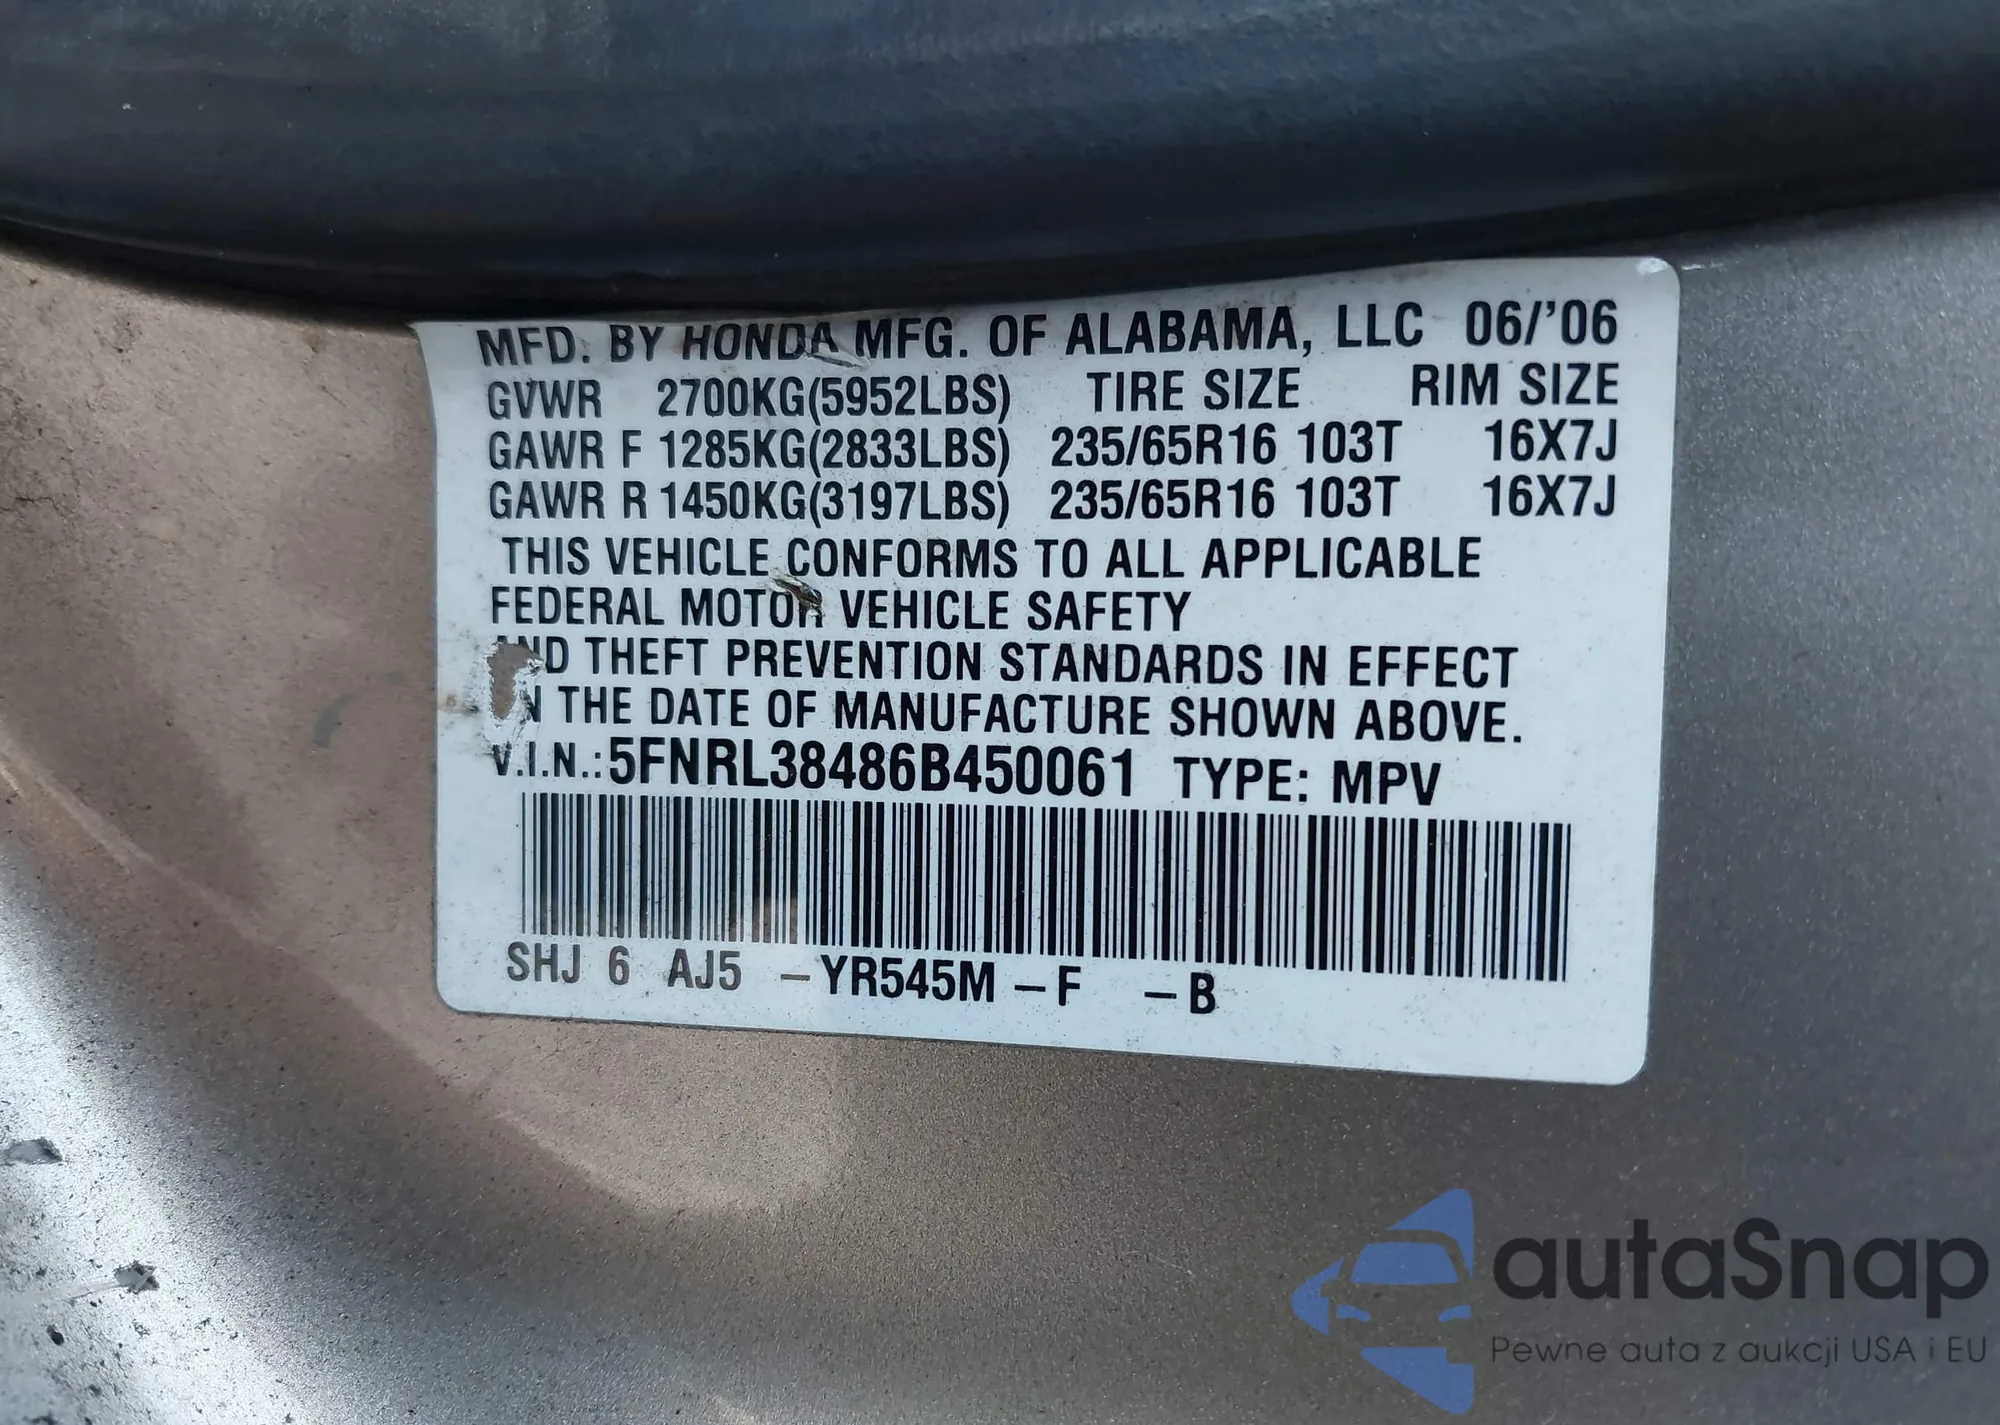 MFD. BY HONDA MFG. OF ALABAMA, LLC 06/'06
GVWR 2700KG(5952LBS) TIRE SIZE RIM SIZE
GAWR F 1285KG(2833LBS) 235/65R16 103T 16X7J
GAWR R 1450KG(3197LBS) 235/65R16 103T 16X7J
THIS VEHICLE CONFORMS TO ALL APPLICABLE
FEDERAL MOTOR VEHICLE SAFETY
AND THEFT PREVENTION STANDARDS IN EFFECT
THE DATE OF MANUFACTURE SHOWN ABOVE.
V.I.N.:5FNRL38486B450061 TYPE: MPV
SHJ 6 AJ5 –YR545M –F –B
autaSnap
Pewne auta z aukcji USA i EU